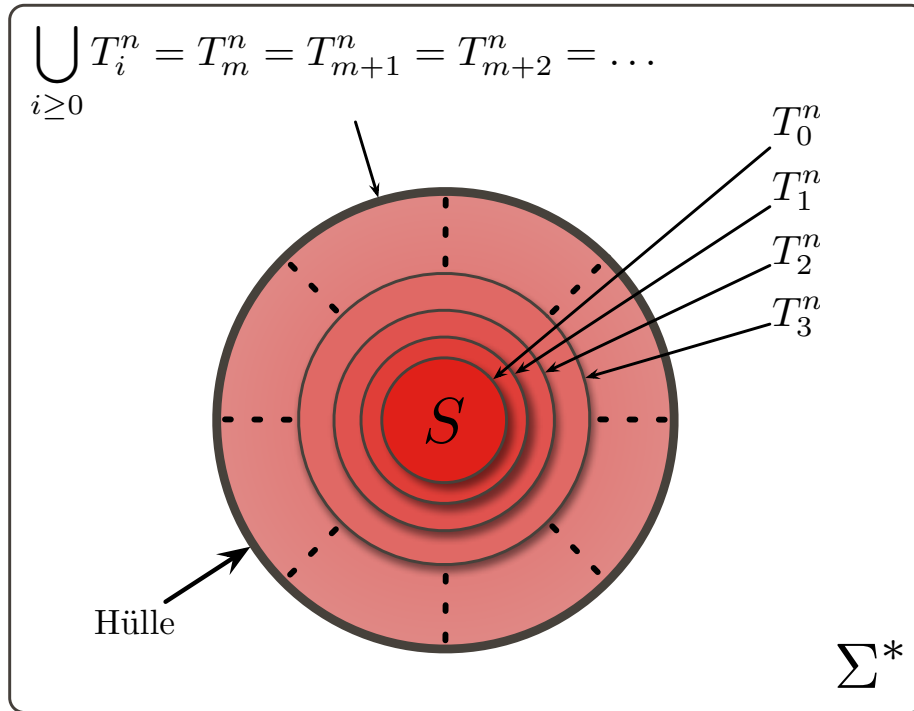 ⋃_{i≥0} T_i^n = T_m^n = T_{m+1}^n = T_{m+2}^n = …
T_0^n
T_1^n
T_2^n
T_3^n
S
Hülle
Σ*